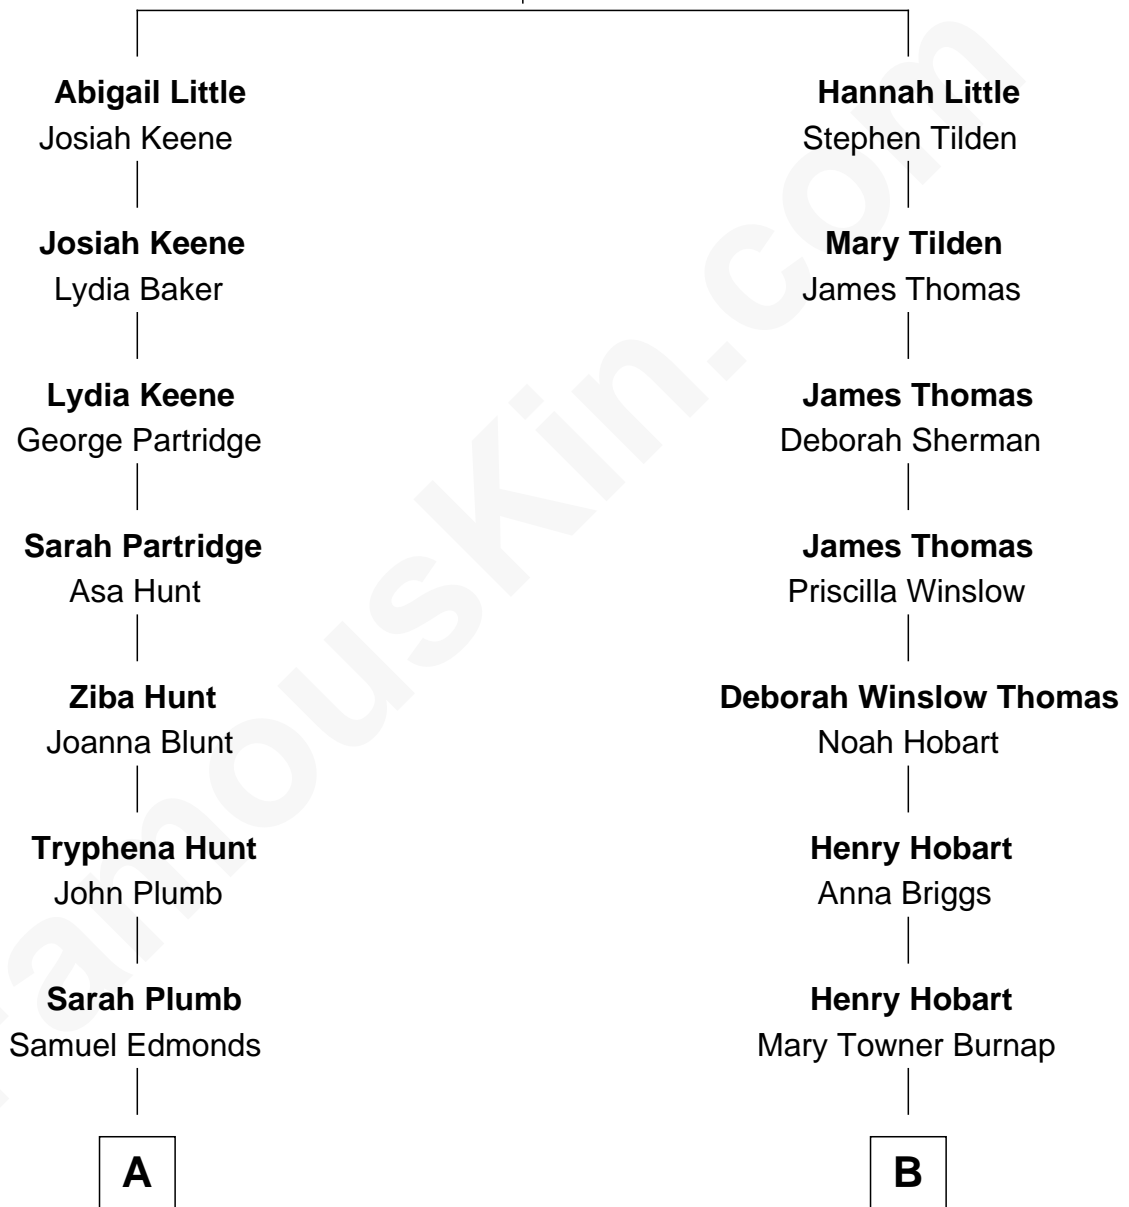 Abigail Little
Josiah Keene
Josiah Keene
Lydia Baker
Lydia Keene
George Partridge
Sarah Partridge
Asa Hunt
Ziba Hunt
Joanna Blunt
Tryphena Hunt
John Plumb
Sarah Plumb
Samuel Edmonds
A
Hannah Little
Stephen Tilden
Mary Tilden
James Thomas
James Thomas
Deborah Sherman
James Thomas
Priscilla Winslow
Deborah Winslow Thomas
Noah Hobart
Henry Hobart
Anna Briggs
Henry Hobart
Mary Towner Burnap
B
FamousKin.com